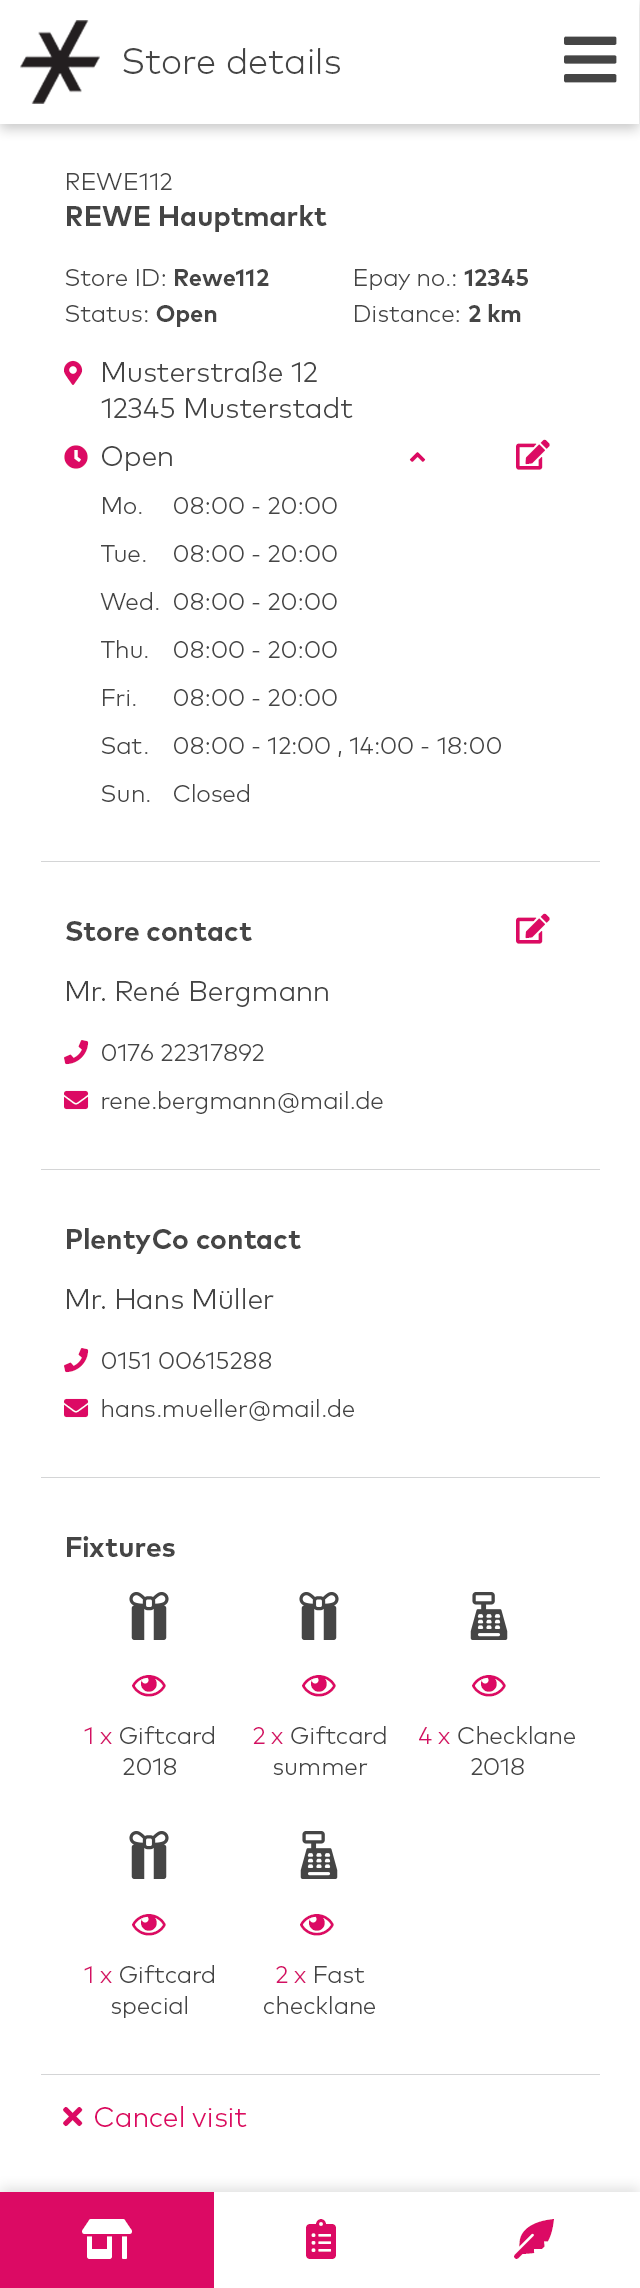 Store details
REWE112
REWE Hauptmarkt
Store ID: Rewe112 Epay no.: 12345
Status: Open Distance: 2 km
Musterstraße 12
12345 Musterstadt
Open
Mo. 08:00 - 20:00
Tue. 08:00 - 20:00
Wed. 08:00 - 20:00
Thu. 08:00 - 20:00
Fri. 08:00 - 20:00
Sat. 08:00 - 12:00 , 14:00 - 18:00
Sun. Closed
Store contact
Mr. René Bergmann
0176 22317892
rene.bergmann@mail.de
PlentyCo contact
Mr. Hans Müller
0151 00615288
hans.mueller@mail.de
Fixtures
1 x Giftcard
2018
2 x Giftcard
summer
4 x Checklane
2018
1 x Giftcard
special
2 x Fast
checklane
Cancel visit